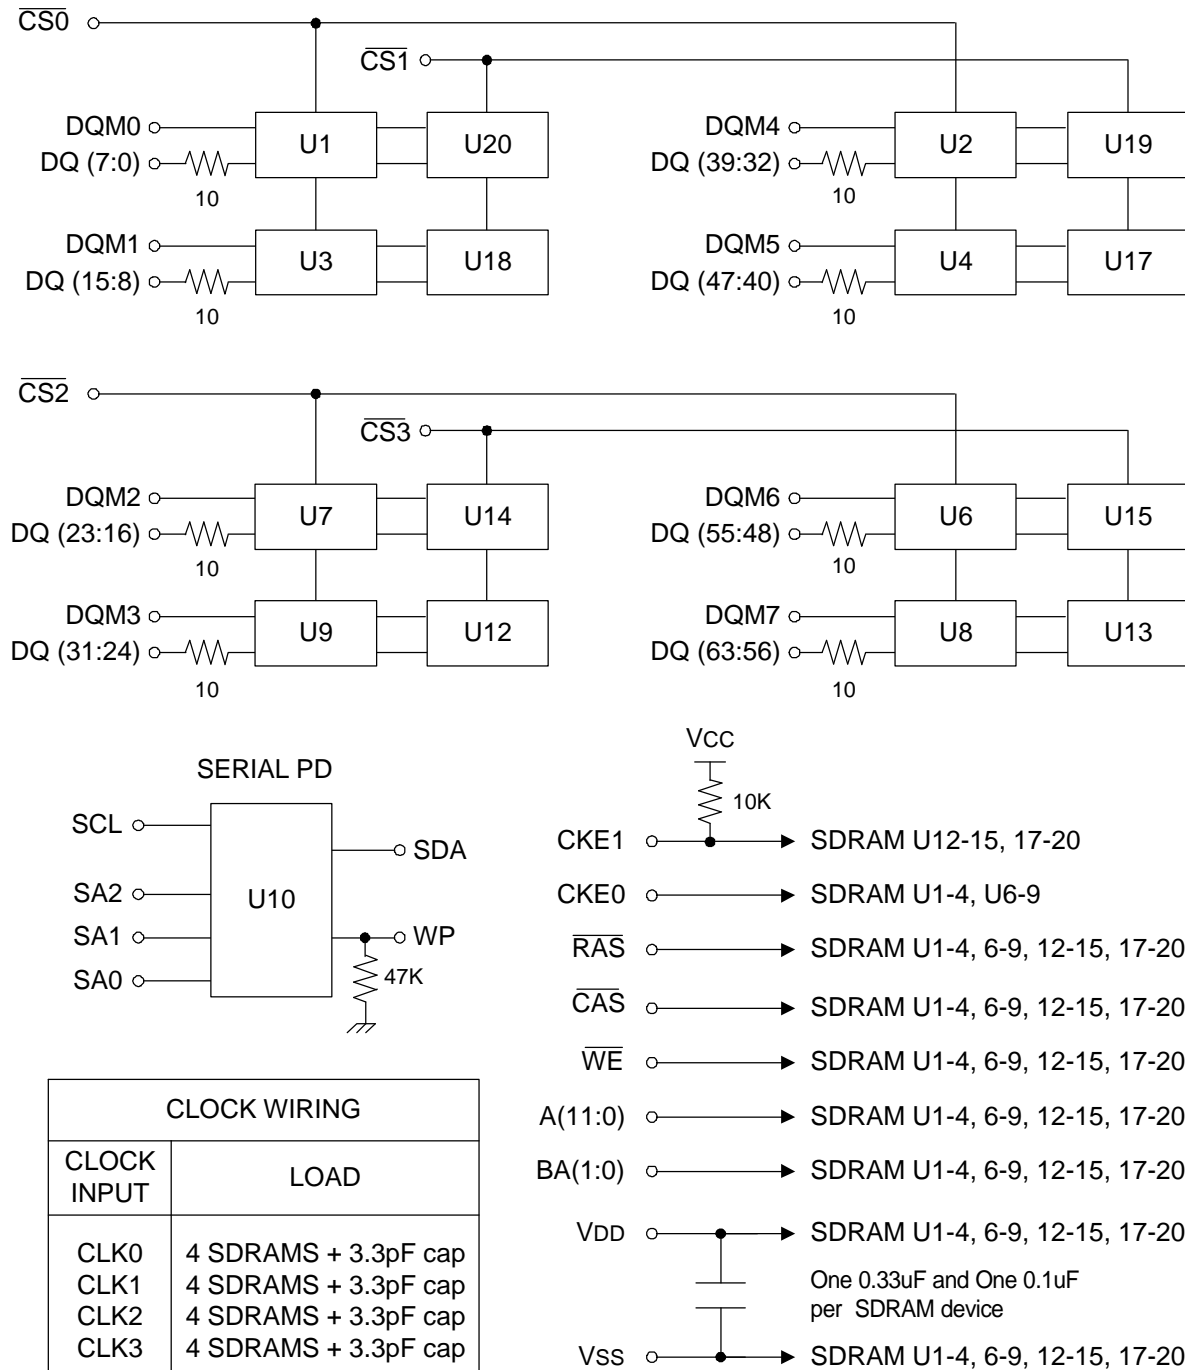 CS0
CS1
DQM0 U1 U20 DQM4 U2 U19
DQ (7:0) DQ (39:32)
10 10
DQM1 U3 U18 DQM5 U4 U17
DQ (15:8) DQ (47:40)
10 10
CS2
CS3
DQM2 U7 U14 DQM6 U6 U15
DQ (23:16) DQ (55:48)
10 10
DQM3 U9 U12 DQM7 U8 U13
DQ (31:24) DQ (63:56)
10 10
SERIAL PD
SCL
SA2
SA1
SA0
U10
SDA
WP
47K
VCC
10K
CKE1 SDRAM U12-15, 17-20
CKE0 SDRAM U1-4, U6-9
RAS SDRAM U1-4, 6-9, 12-15, 17-20
CAS SDRAM U1-4, 6-9, 12-15, 17-20
WE SDRAM U1-4, 6-9, 12-15, 17-20
A(11:0) SDRAM U1-4, 6-9, 12-15, 17-20
BA(1:0) SDRAM U1-4, 6-9, 12-15, 17-20
VDD SDRAM U1-4, 6-9, 12-15, 17-20
One 0.33uF and One 0.1uF
per SDRAM device
VSS SDRAM U1-4, 6-9, 12-15, 17-20
CLOCK WIRING
CLOCK
INPUT
LOAD
CLK0 4 SDRAMS + 3.3pF cap
CLK1 4 SDRAMS + 3.3pF cap
CLK2 4 SDRAMS + 3.3pF cap
CLK3 4 SDRAMS + 3.3pF cap